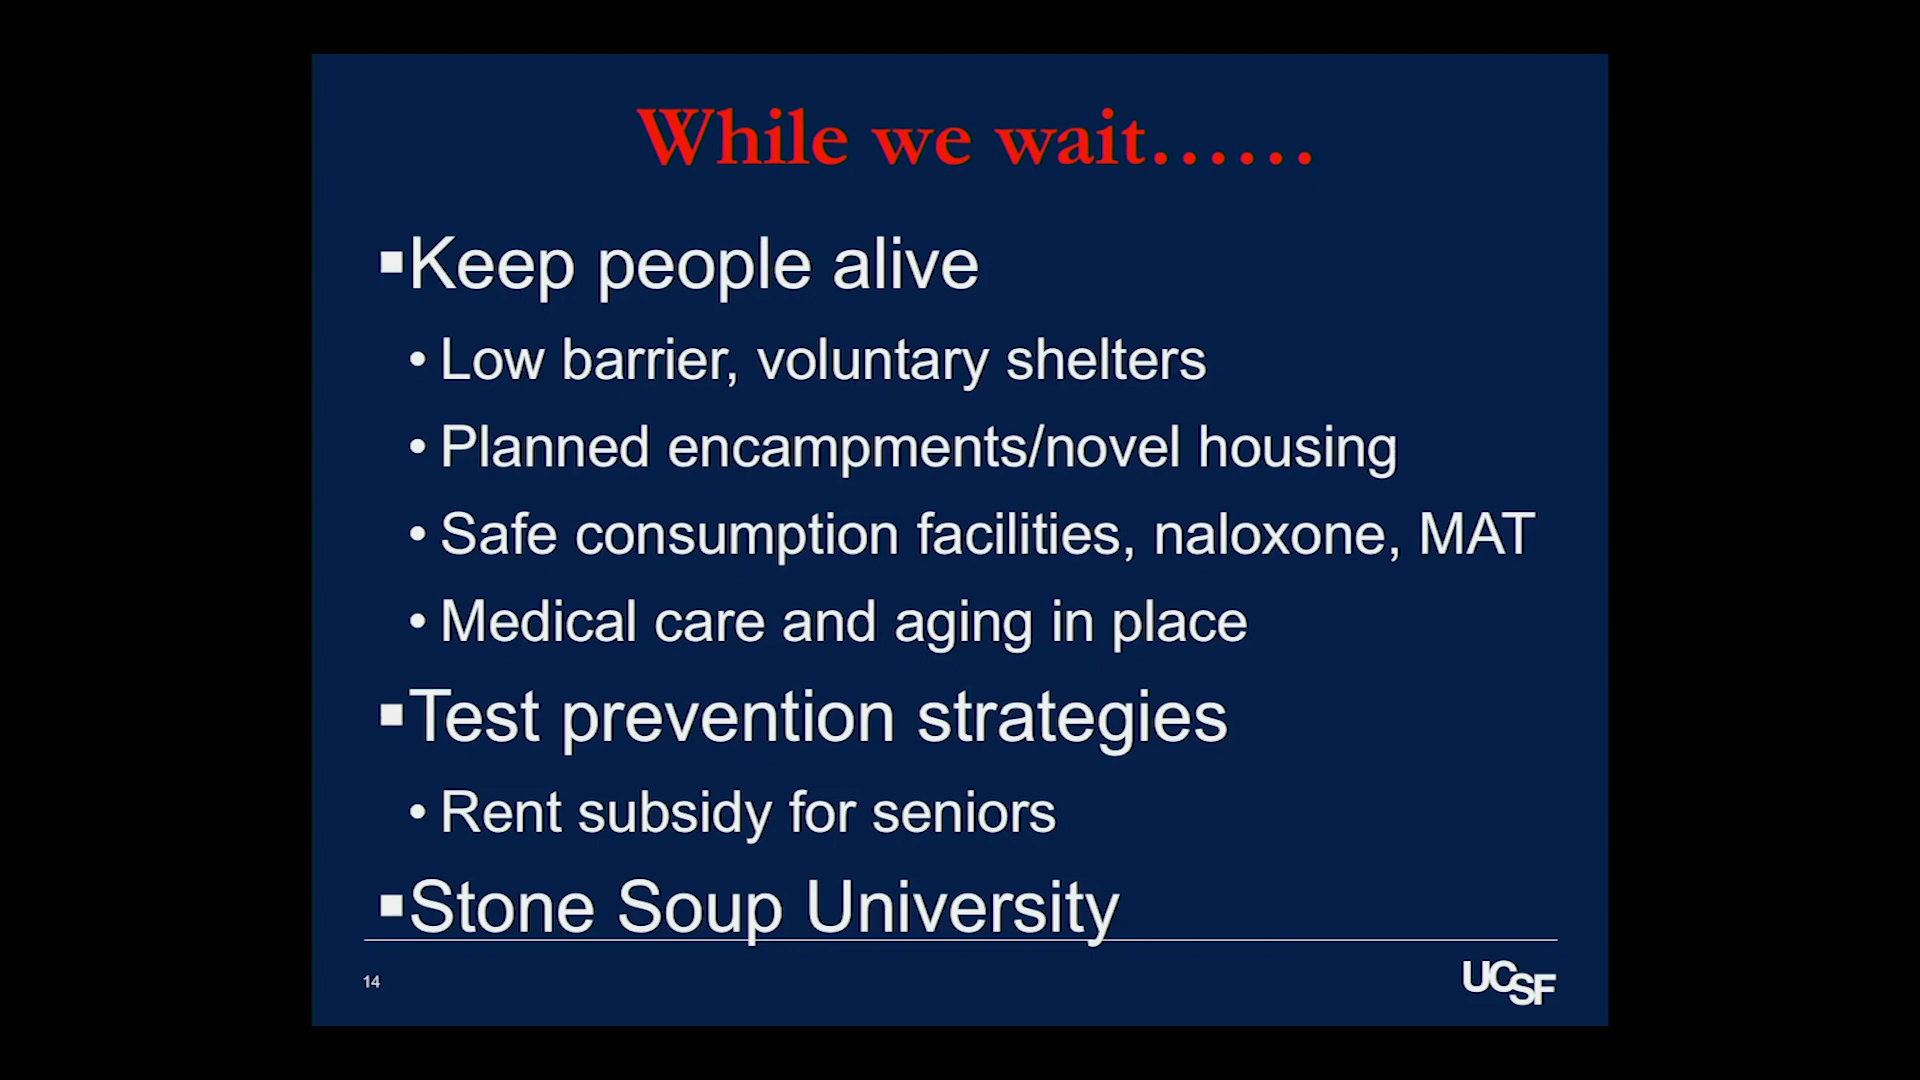 While we wait......
▪Keep people alive
• Low barrier, voluntary shelters
• Planned encampments/novel housing
• Safe consumption facilities, naloxone, MAT
• Medical care and aging in place
▪Test prevention strategies
• Rent subsidy for seniors
▪Stone Soup University
14
UCSF